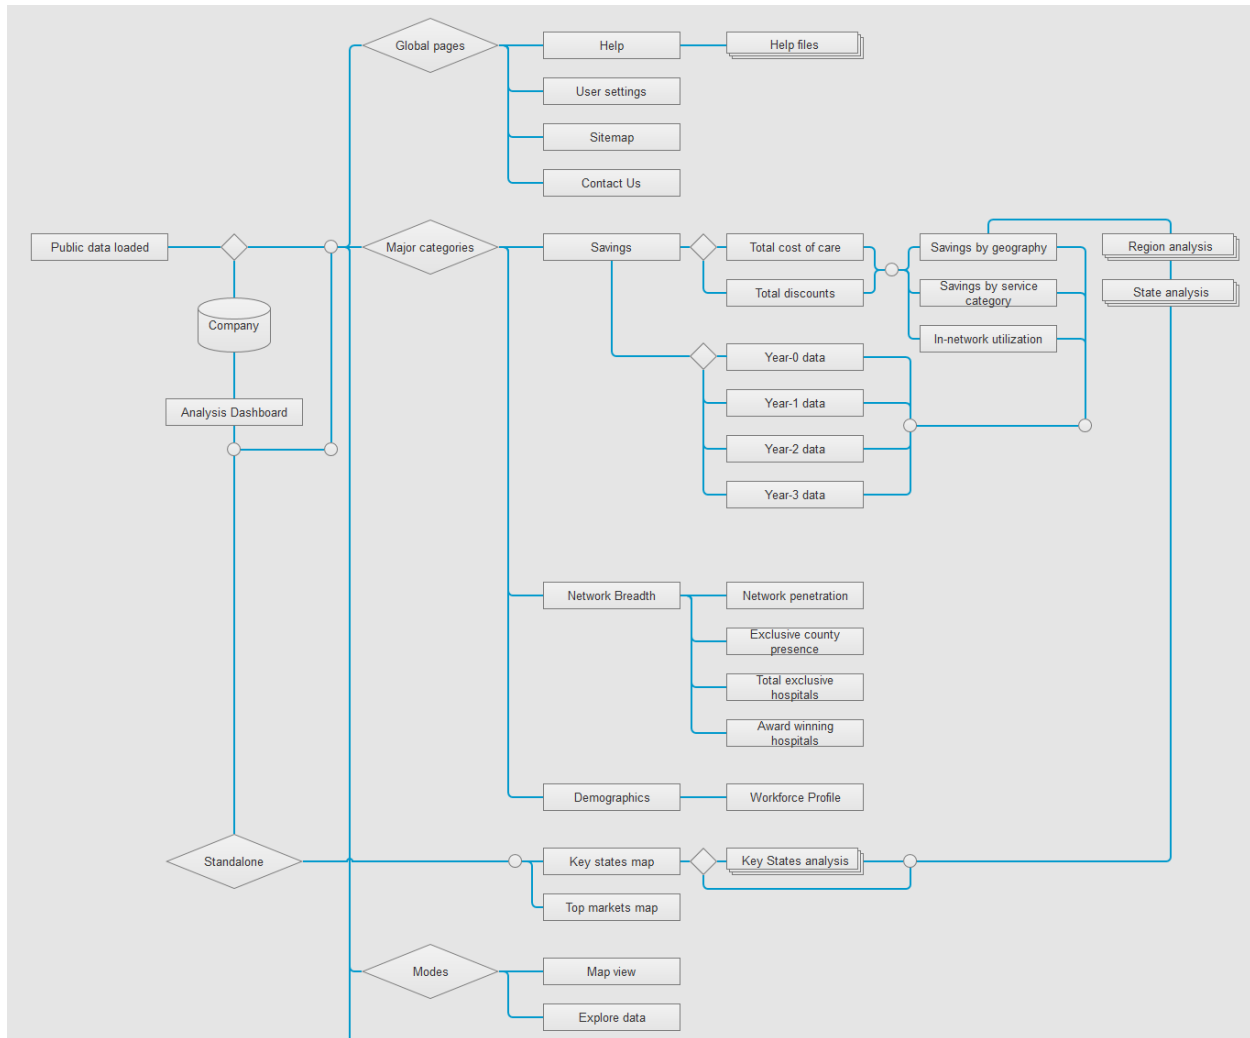 Global pages
Help
Help files
User settings
Sitemap
Contact Us
Public data loaded
Major categories
Savings
Total cost of care
Savings by geography
Region analysis
Total discounts
Savings by service
category
State analysis
Company
In-network utilization
Year-0 data
Analysis Dashboard
Year-1 data
Year-2 data
Year-3 data
Network Breadth
Network penetration
Exclusive county
presence
Total exclusive
hospitals
Award winning
hospitals
Demographics
Workforce Profile
Standalone
Key states map
Key States analysis
Top markets map
Modes
Map view
Explore data